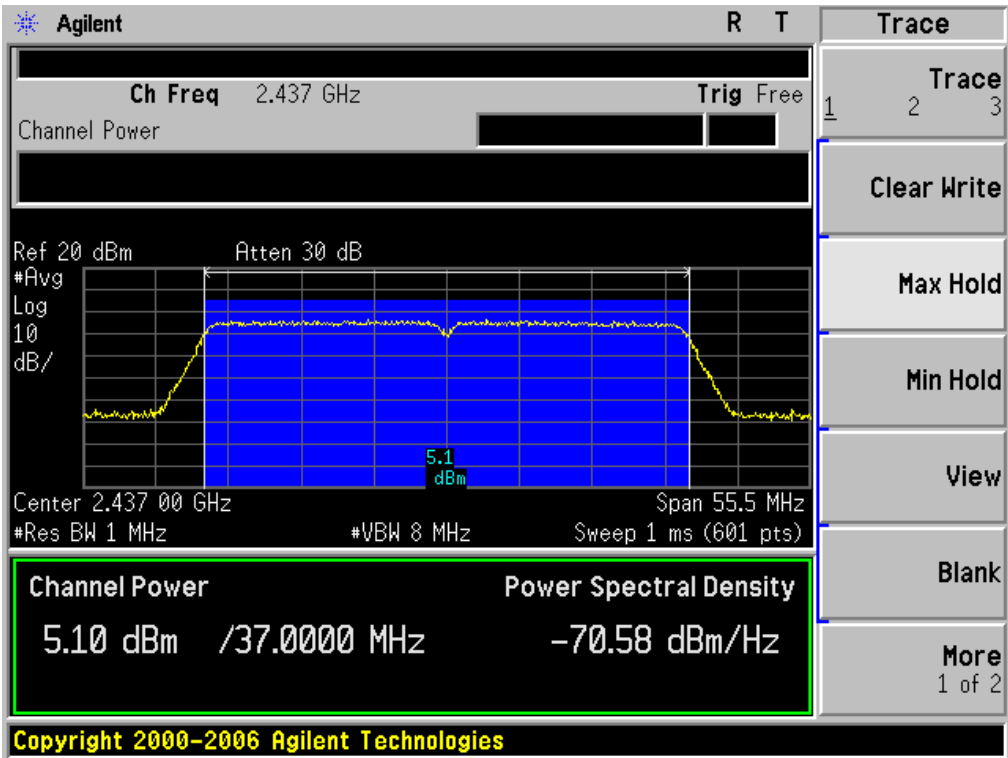 Agilent R T
Trace
Ch Freq 2.437 GHz Trig Free
Channel Power
Trace
1 2 3
Clear Write
Max Hold
Min Hold
View
Blank
More
1 of 2
Ref 20 dBm Atten 30 dB
#Avg
Log
10
dB/
5.1
dBm
Center 2.437 00 GHz Span 55.5 MHz
#Res BW 1 MHz #VBW 8 MHz Sweep 1 ms (601 pts)
Channel Power Power Spectral Density
5.10 dBm /37.0000 MHz -70.58 dBm/Hz
Copyright 2000-2006 Agilent Technologies